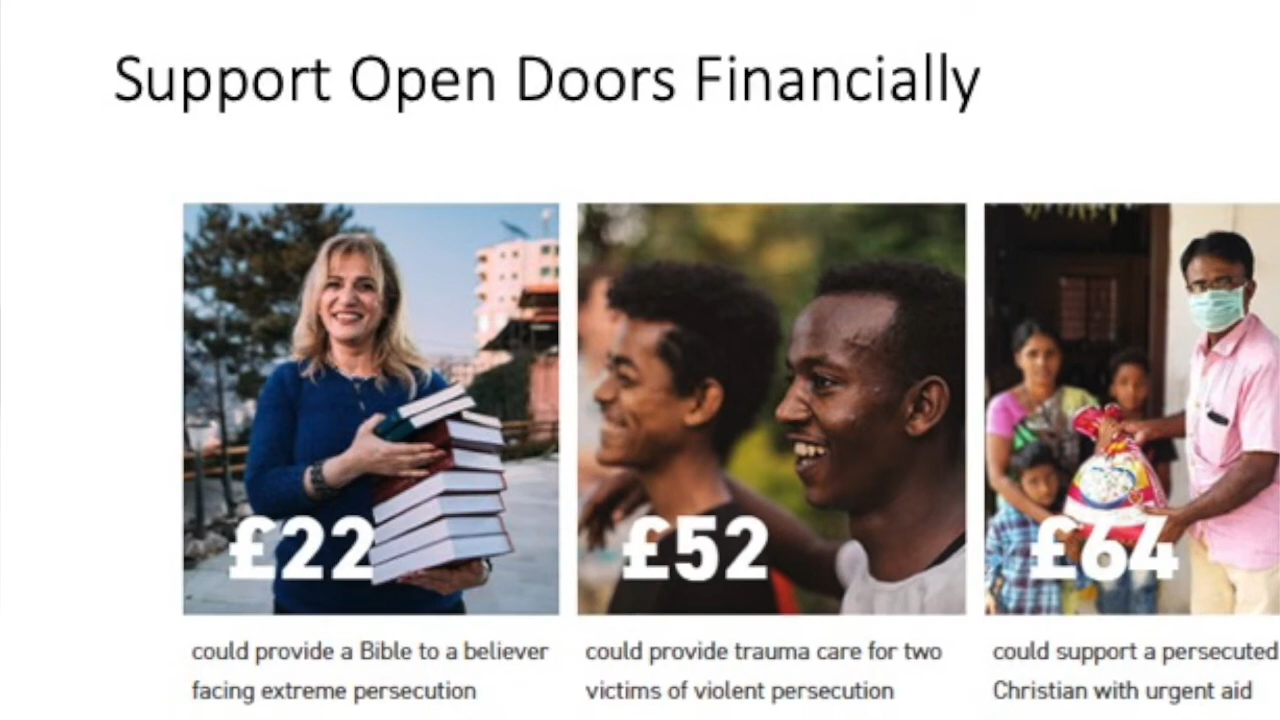 Support Open Doors Financially
£22
£52
£64
could provide a Bible to a believer
facing extreme persecution
could provide trauma care for two
victims of violent persecution
could support a persecuted
Christian with urgent aid